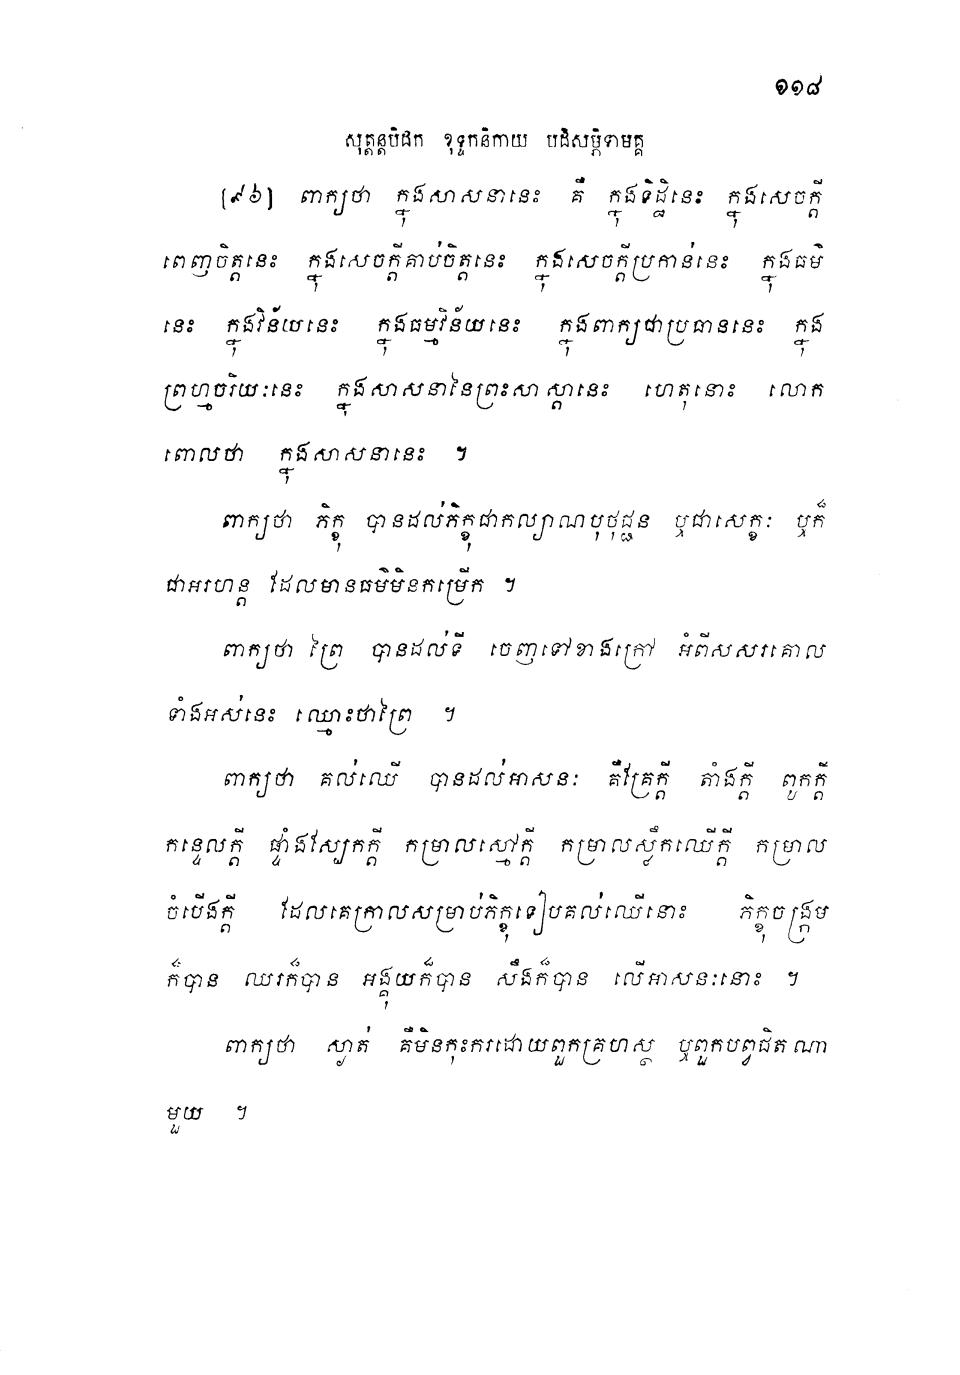 ១១៨
សុត្តន្តបិដក ខុទ្ទកនិកាយ បដិសម្ភិទាមគ្គ
[៩៦] ពាក្យថា ក្នុងសាសនានេះ គឺ ក្នុងទិដ្ឋិនេះ ក្នុងសេចក្តី
ពេញចិត្តនេះ ក្នុងសេចក្តីគាប់ចិត្តនេះ ក្នុងសេចក្តីប្រកាន់នេះ ក្នុងធម៌
នេះ ក្នុងវិន័យនេះ ក្នុងធម្មវិន័យនេះ ក្នុងពាក្យជាប្រធាននេះ ក្នុង
ព្រហ្មចរិយៈនេះ ក្នុងសាសនានៃព្រះសាស្តានេះ ហេតុនោះ លោក
ពោលថា ក្នុងសាសនានេះ ។
ពាក្យថា ភិក្ខុ បានដល់ភិក្ខុជាកល្យាណបុថុជ្ជន ឬជាសេក្ខៈ ឬក៏
ជាអរហន្ត ដែលមានធម៌មិនកម្រើក ។
ពាក្យថា ព្រៃ បានដល់ទី ចេញទៅខាងក្រៅ អំពីសសរគោល
ទាំងអស់នេះ ឈ្មោះថាព្រៃ ។
ពាក្យថា គល់ឈើ បានដល់អាសនៈ គឺគ្រែក្តី តាំងក្តី ពូកក្តី
កន្ទេលក្តី ផ្ទាំងស្បែកក្តី កម្រាលស្មៅក្តី កម្រាលស្លឹកឈើក្តី កម្រាល
ចំបើងក្តី ដែលគេក្រាលសម្រាប់ភិក្ខុទៀបគល់ឈើនោះ ភិក្ខុចង្ក្រម
ក៏បាន ឈរក៏បាន អង្គុយក៏បាន សឹងក៏បាន លើអាសនៈនោះ ។
ពាក្យថា ស្ងាត់ គឺមិនកុះករដោយពួកគ្រហស្ថ ឬពួកបព្វជិតណា
មួយ ។